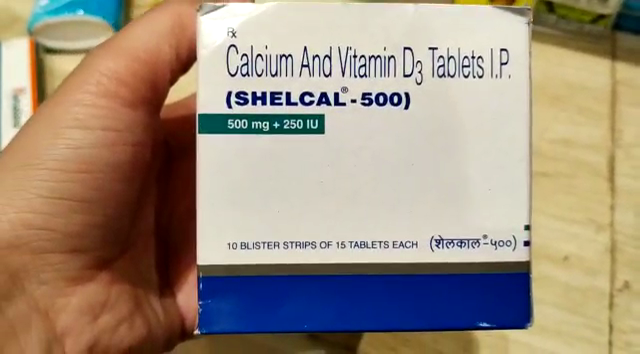 Rx
Calcium And Vitamin D3 Tablets I.P.
(SHELCAL®-500)
500 mg + 250 IU
10 BLISTER STRIPS OF 15 TABLETS EACH (शेलकाल®-५००)